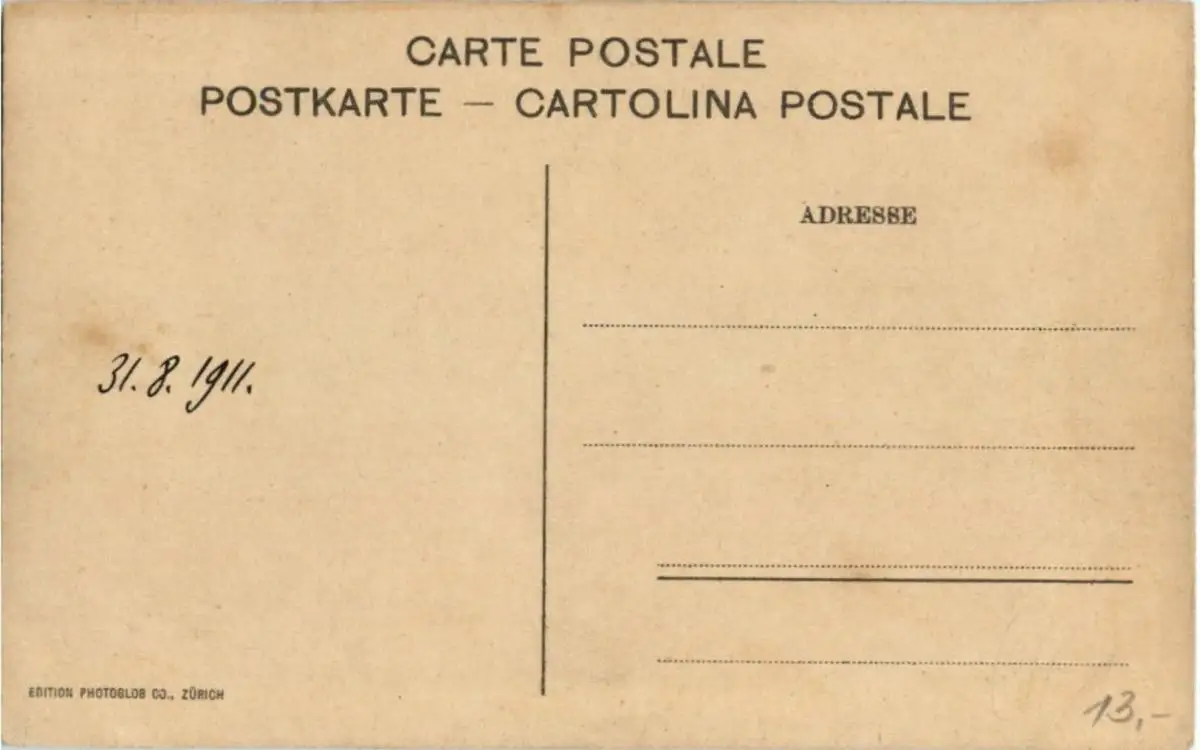 CARTE POSTALE
POSTKARTE — CARTOLINA POSTALE
ADRESSE
31. 8. 1911.
EDITION PHOTOGLOB CO., ZÜRICH
13,-